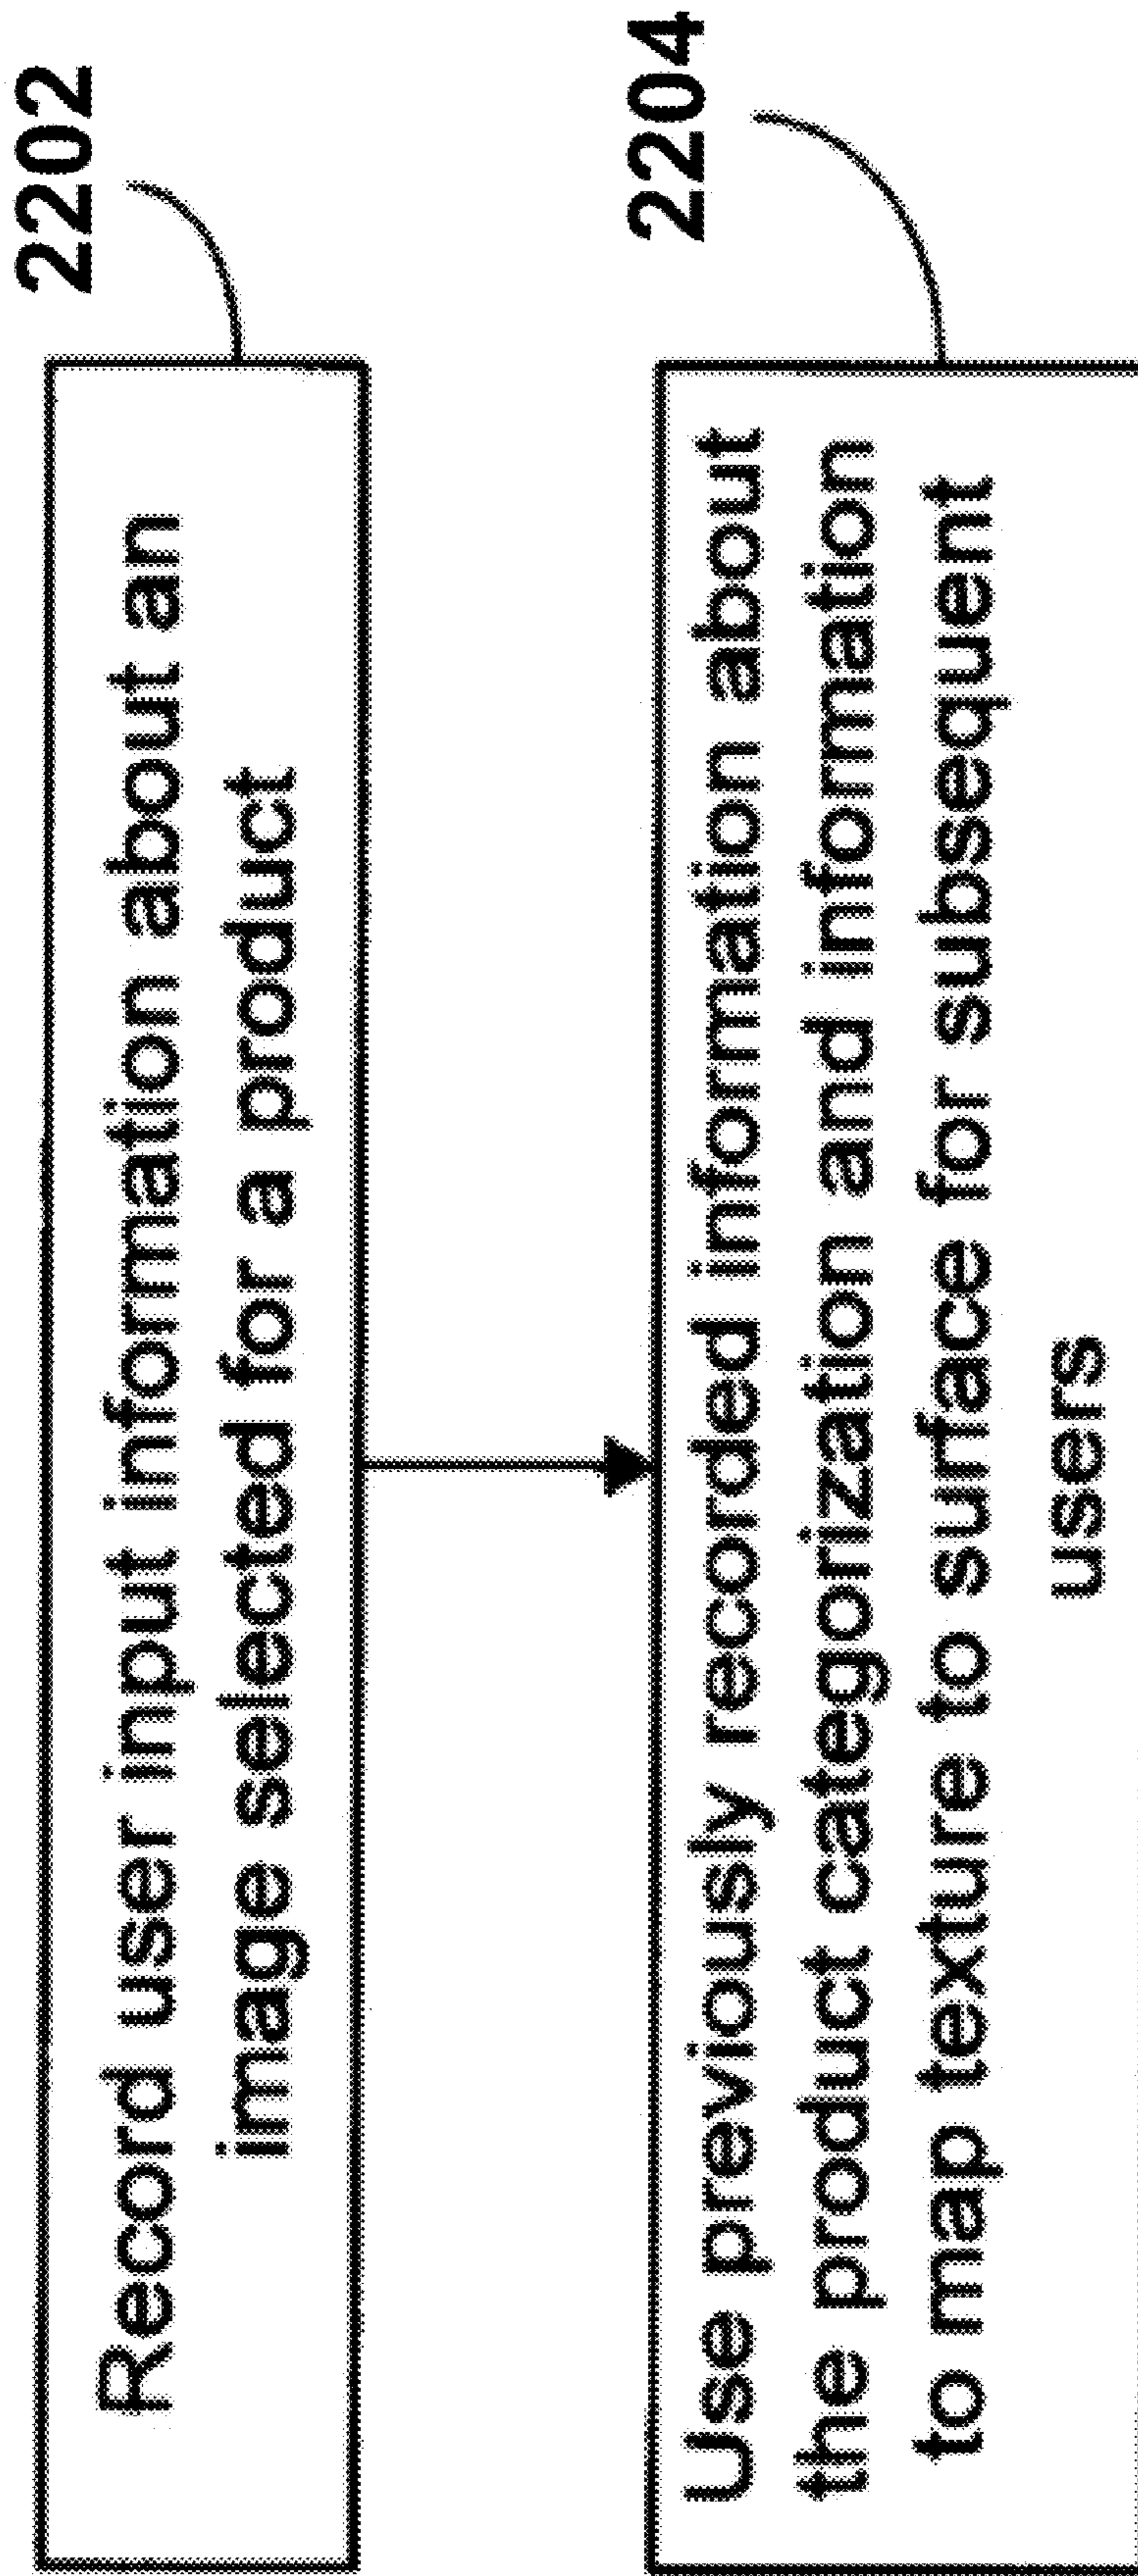 2202
Record user input information about an
image selected for a product
2204
Use previously recorded information about
the product categorization and information
to map texture to surface for subsequent
users